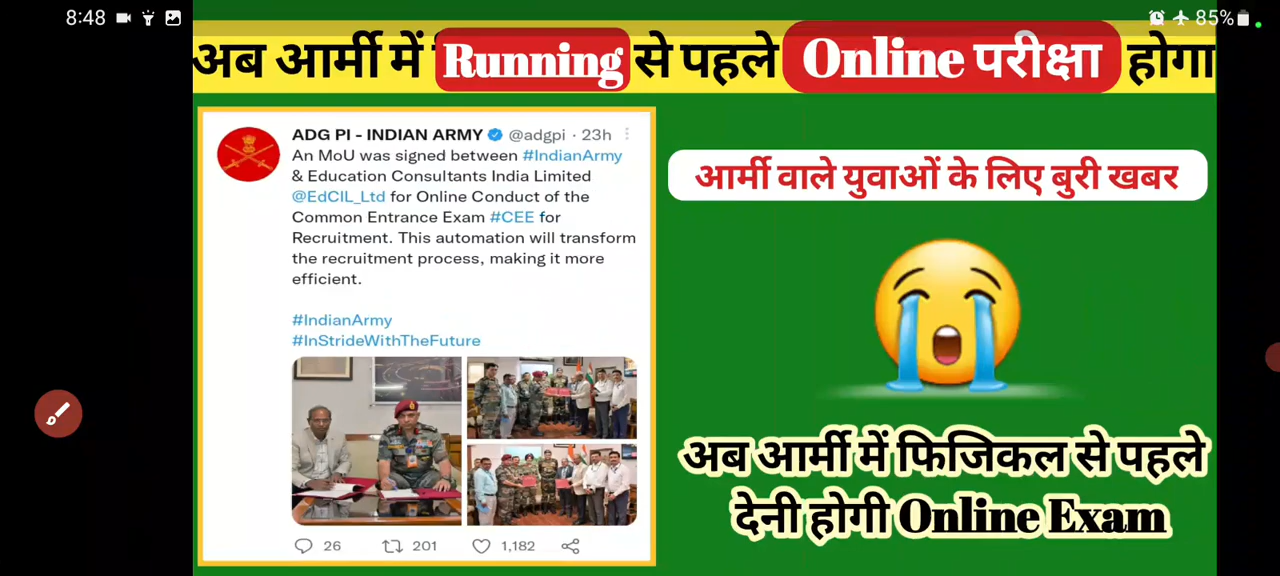 8:48
85%
अब आर्मी में Running से पहले Online परीक्षा होगा
ADG PI - INDIAN ARMY @adgpi · 23h
An MoU was signed between #IndianArmy
& Education Consultants India Limited
@EdCIL_Ltd for Online Conduct of the
Common Entrance Exam #CEE for
Recruitment. This automation will transform
the recruitment process, making it more
efficient.
#IndianArmy
#InStrideWithTheFuture
26 201 1,182
आर्मी वाले युवाओं के लिए बुरी खबर
अब आर्मी में फिजिकल से पहले
देनी होगी Online Exam